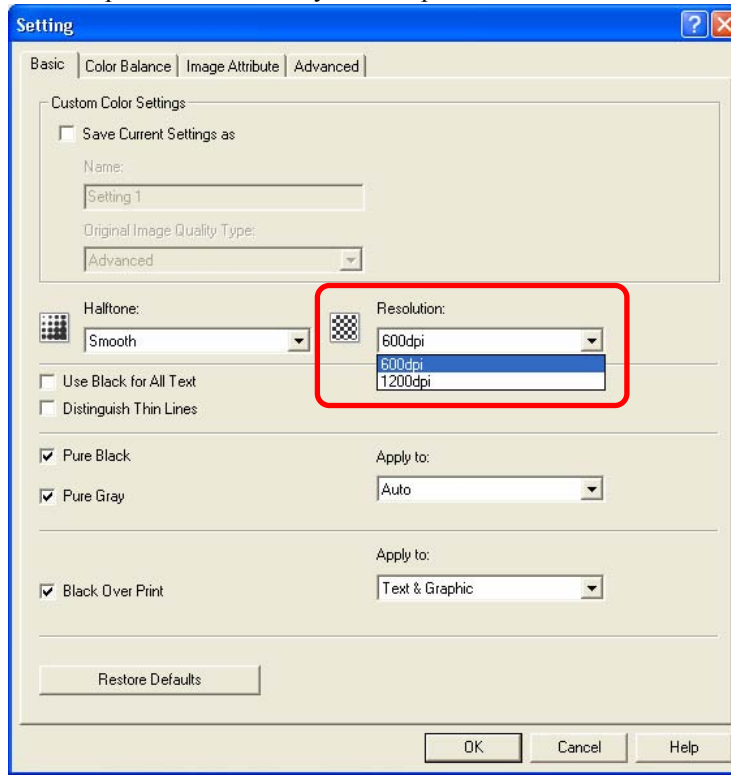 Setting
Basic Color Balance Image Attribute Advanced
Custom Color Settings
Save Current Settings as
Name:
Setting 1
Original Image Quality Type:
Advanced
Halftone: Resolution:
Smooth 600dpi
600dpi
Use Black for All Text 1200dpi
Distinguish Thin Lines
Pure Black Apply to:
Pure Gray Auto
Apply to:
Black Over Print Text & Graphic
Restore Defaults
OK Cancel Help